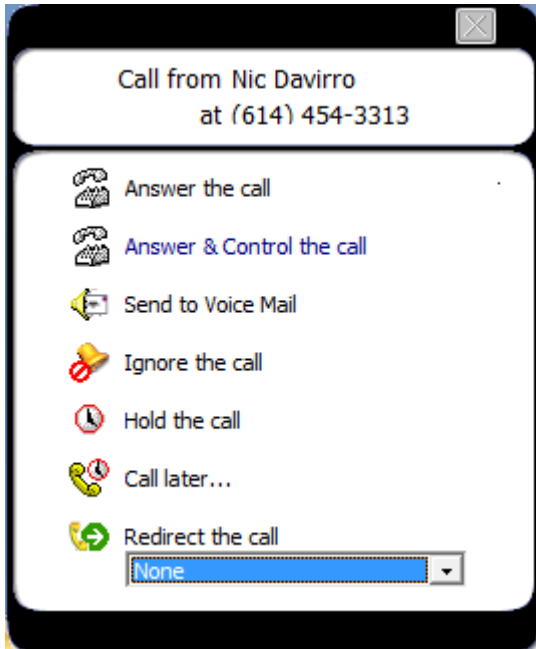 Call from Nic Davirro
at (614) 454-3313
Answer the call
Answer & Control the call
Send to Voice Mail
Ignore the call
Hold the call
Call later...
Redirect the call
None